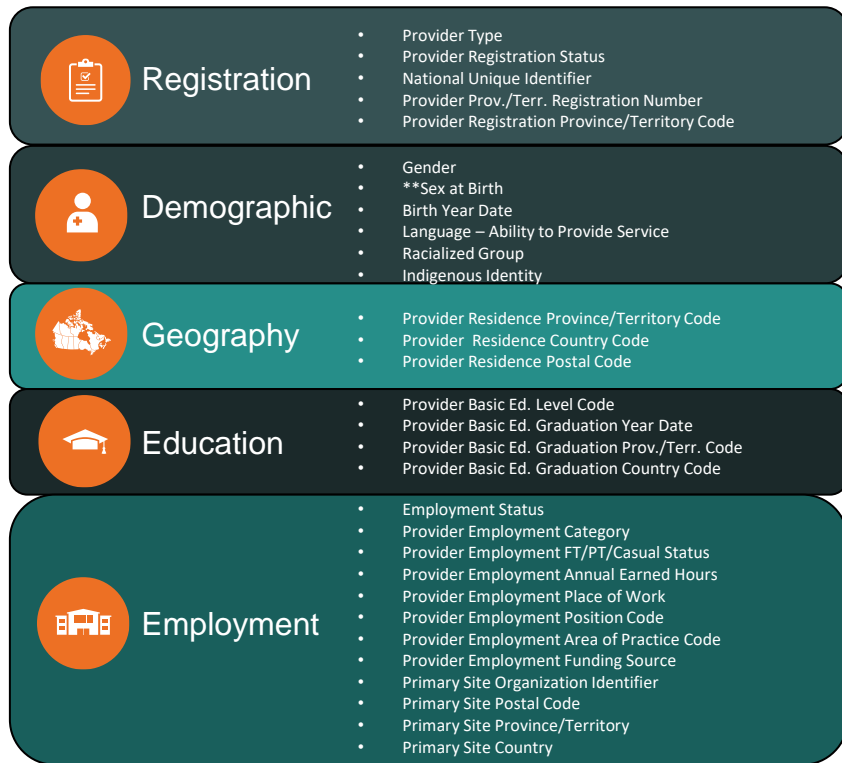 Registration
• Provider Type
• Provider Registration Status
• National Unique Identifier
• Provider Prov./Terr. Registration Number
• Provider Registration Province/Territory Code
Demographic
• Gender
• **Sex at Birth
• Birth Year Date
• Language – Ability to Provide Service
• Racialized Group
• Indigenous Identity
Geography
• Provider Residence Province/Territory Code
• Provider  Residence Country Code
• Provider Residence Postal Code
Education
• Provider Basic Ed. Level Code
• Provider Basic Ed. Graduation Year Date
• Provider Basic Ed. Graduation Prov./Terr. Code
• Provider Basic Ed. Graduation Country Code
Employment
• Employment Status
• Provider Employment Category
• Provider Employment FT/PT/Casual Status
• Provider Employment Annual Earned Hours
• Provider Employment Place of Work
• Provider Employment Position Code
• Provider Employment Area of Practice Code
• Provider Employment Funding Source
• Primary Site Organization Identifier
• Primary Site Postal Code
• Primary Site Province/Territory
• Primary Site Country